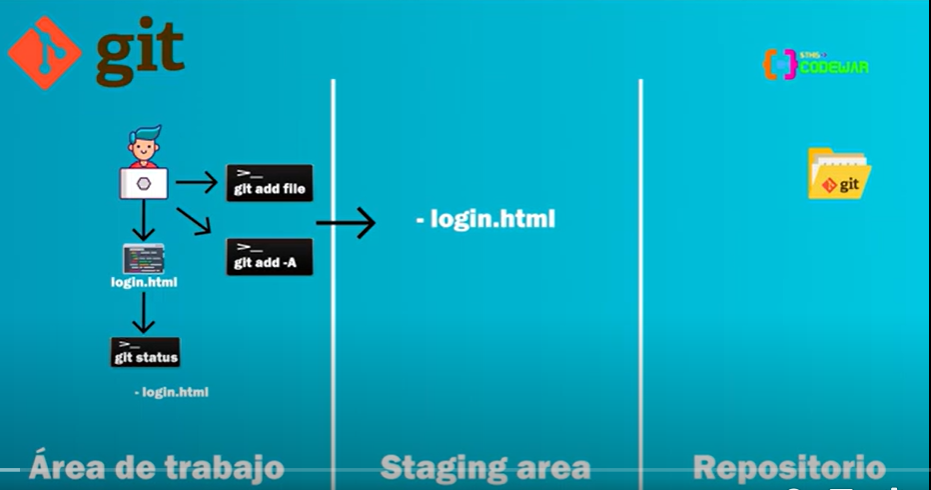 git
$THIS->
CODEWAR
>_
git add file
>_
git add -A
login.html
>_
git status
- login.html
- login.html
git
Área de trabajo
Staging area
Repositorio